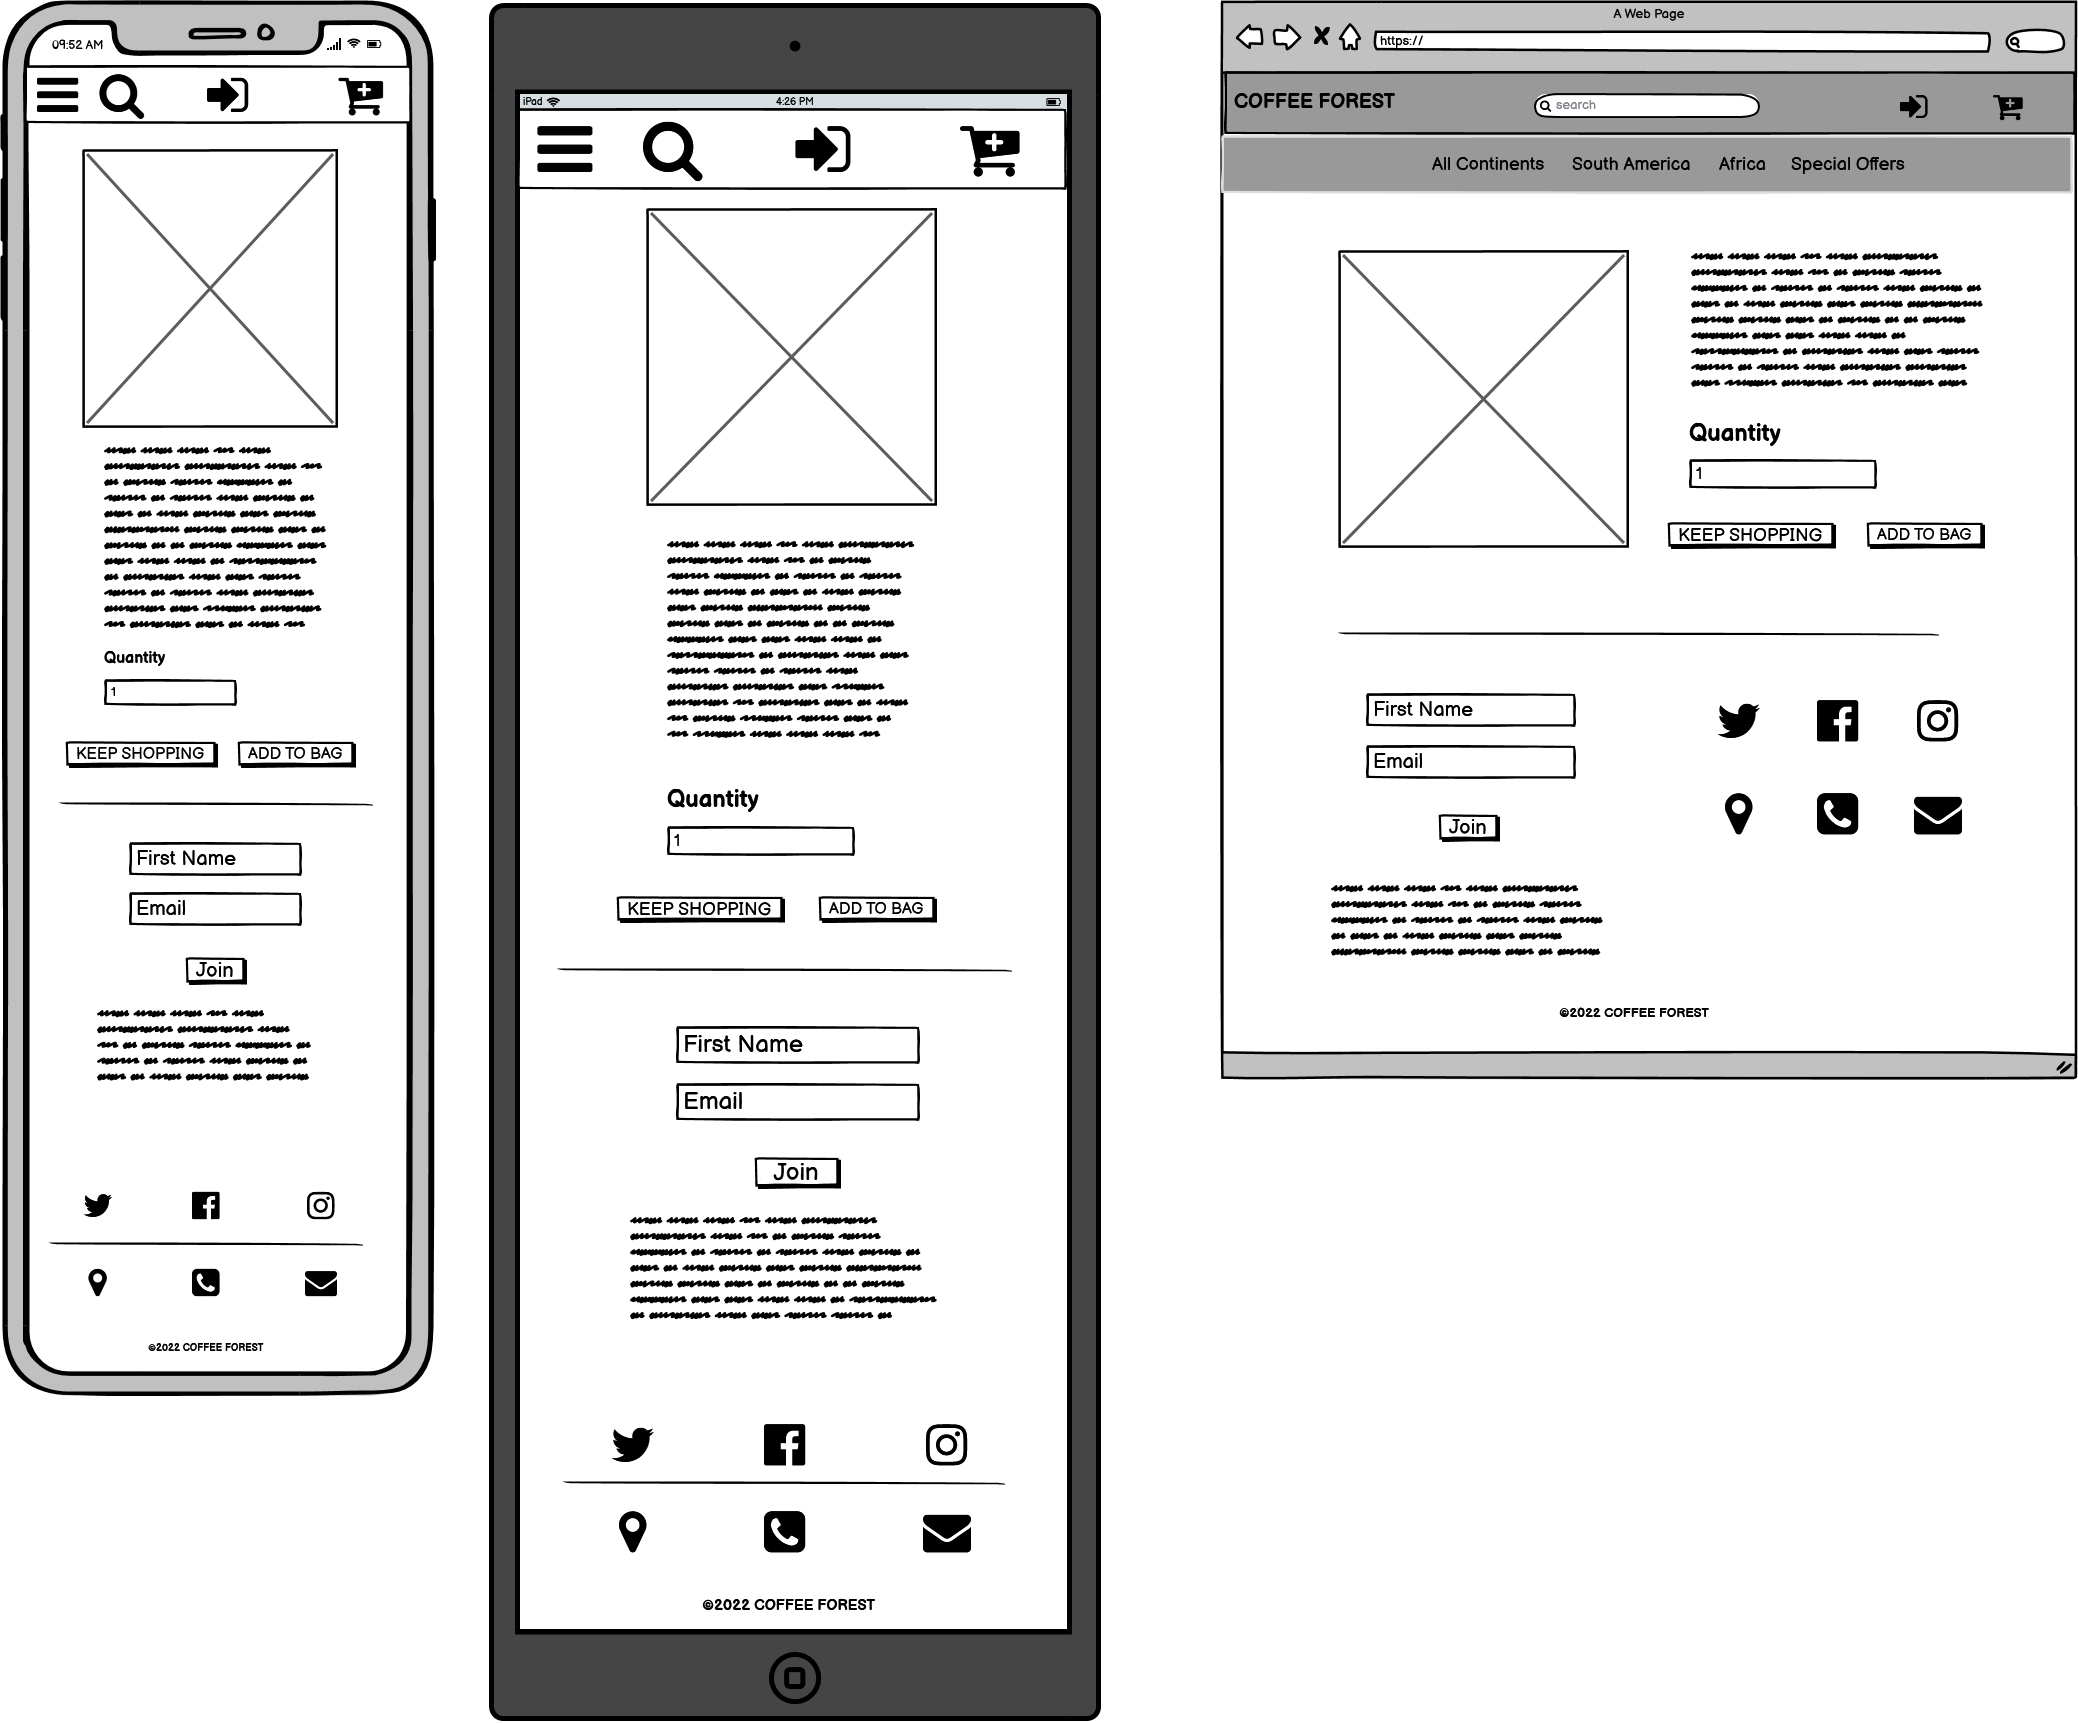 09:52 AM
Quantity
1
KEEP SHOPPING ADD TO BAG
First Name
Email
Join
©2022 COFFEE FOREST
iPad 4:26 PM
Quantity
1
KEEP SHOPPING ADD TO BAG
First Name
Email
Join
©2022 COFFEE FOREST
A Web Page
https://
COFFEE FOREST search
All Continents South America Africa Special Offers
Quantity
1
KEEP SHOPPING ADD TO BAG
First Name
Email
Join
©2022 COFFEE FOREST